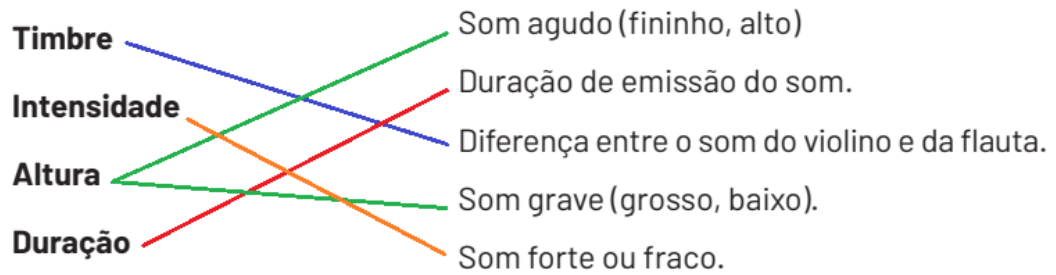 Timbre
Intensidade
Altura
Duração
Som agudo (fininho, alto)
Duração de emissão do som.
Diferença entre o som do violino e da flauta.
Som grave (grosso, baixo).
Som forte ou fraco.